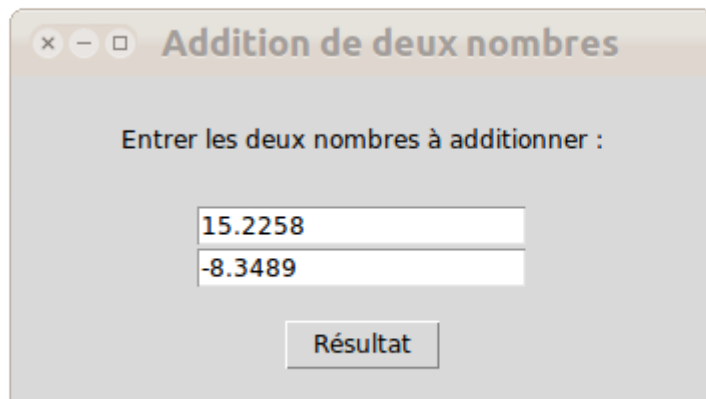 Addition de deux nombres
Entrer les deux nombres à additionner :
15.2258
-8.3489
Résultat